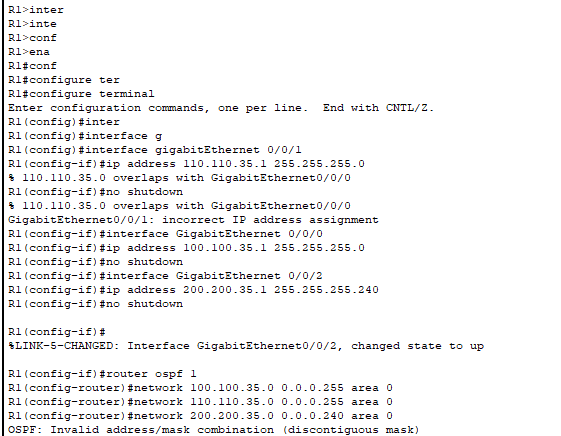 R1>inter
R1>inte
R1>conf
R1>ena
R1#conf
R1#configure ter
R1#configure terminal
Enter configuration commands, one per line.  End with CNTL/Z.
R1(config)#inter
R1(config)#interface g
R1(config)#interface gigabitEthernet 0/0/1
R1(config-if)#ip address 110.110.35.1 255.255.255.0
% 110.110.35.0 overlaps with GigabitEthernet0/0/0
R1(config-if)#no shutdown
% 110.110.35.0 overlaps with GigabitEthernet0/0/0
GigabitEthernet0/0/1: incorrect IP address assignment
R1(config-if)#interface GigabitEthernet 0/0/0
R1(config-if)#ip address 100.100.35.1 255.255.255.0
R1(config-if)#no shutdown
R1(config-if)#interface GigabitEthernet 0/0/2
R1(config-if)#ip address 200.200.35.1 255.255.255.240
R1(config-if)#no shutdown
R1(config-if)#
%LINK-5-CHANGED: Interface GigabitEthernet0/0/2, changed state to up
R1(config-if)#router ospf 1
R1(config-router)#network 100.100.35.0 0.0.0.255 area 0
R1(config-router)#network 110.110.35.0 0.0.0.255 area 0
R1(config-router)#network 200.200.35.0 0.0.0.240 area 0
OSPF: Invalid address/mask combination (discontiguous mask)